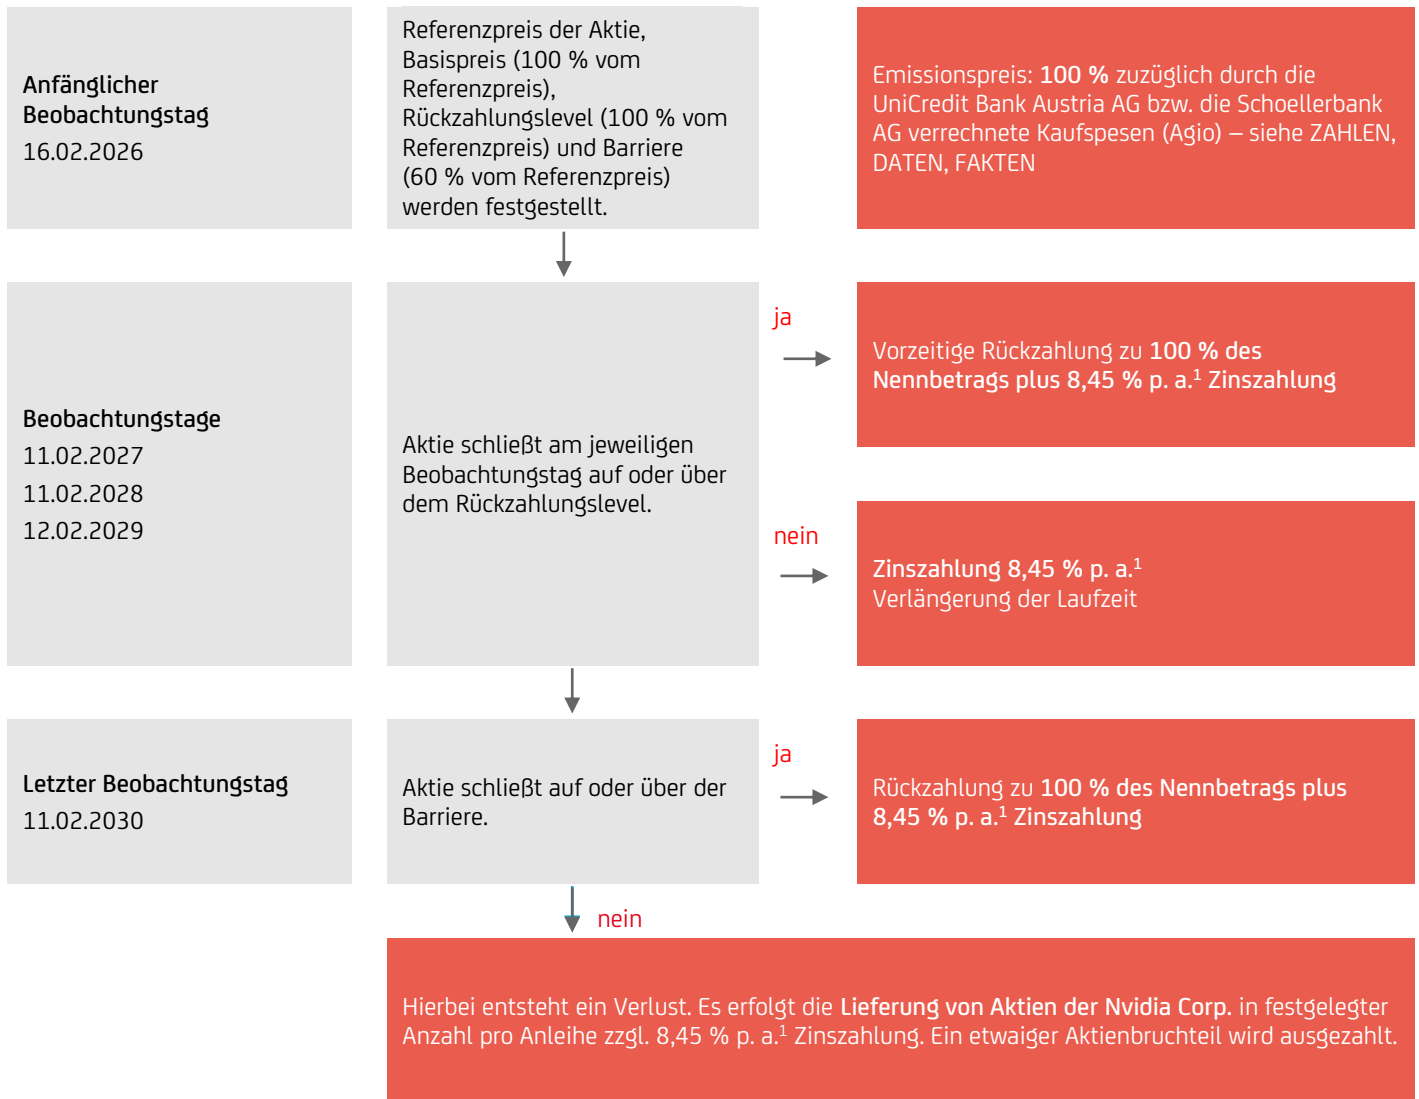 Anfänglicher
Beobachtungstag
16.02.2026
Referenzpreis der Aktie,
Basispreis (100 % vom
Referenzpreis),
Rückzahlungslevel (100 % vom
Referenzpreis) und Barriere
(60 % vom Referenzpreis)
werden festgestellt.
Emissionspreis: 100 % zuzüglich durch die
UniCredit Bank Austria AG bzw. die Schoellerbank
AG verrechnete Kaufspesen (Agio) – siehe ZAHLEN,
DATEN, FAKTEN
Beobachtungstage
11.02.2027
11.02.2028
12.02.2029
Aktie schließt am jeweiligen
Beobachtungstag auf oder über
dem Rückzahlungslevel.
ja
Vorzeitige Rückzahlung zu 100 % des
Nennbetrags plus 8,45 % p. a.¹ Zinszahlung
nein
Zinszahlung 8,45 % p. a.¹
Verlängerung der Laufzeit
Letzter Beobachtungstag
11.02.2030
Aktie schließt auf oder über der
Barriere.
ja
Rückzahlung zu 100 % des Nennbetrags plus
8,45 % p. a.¹ Zinszahlung
nein
Hierbei entsteht ein Verlust. Es erfolgt die Lieferung von Aktien der Nvidia Corp. in festgelegter
Anzahl pro Anleihe zzgl. 8,45 % p. a.¹ Zinszahlung. Ein etwaiger Aktienbruchteil wird ausgezahlt.